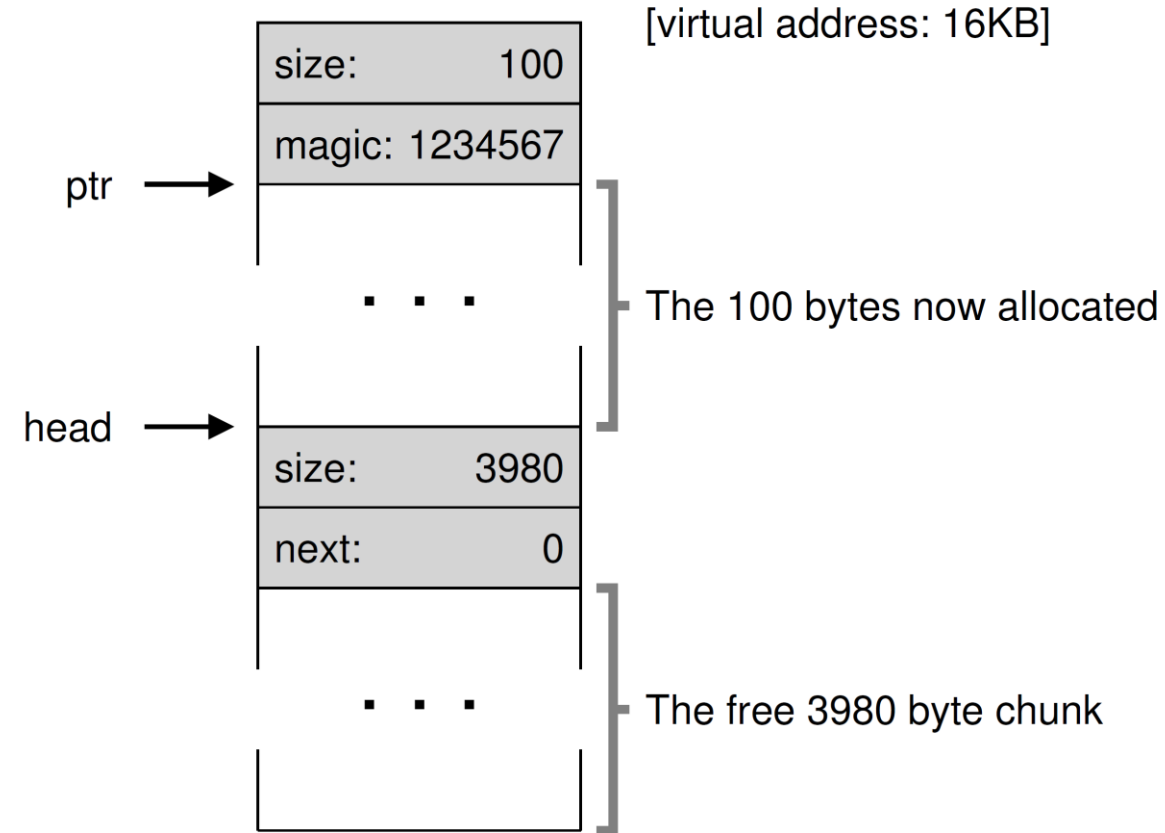 [virtual address: 16KB]
size: 100
magic: 1234567
ptr
. . .
The 100 bytes now allocated
head
size: 3980
next: 0
. . .
The free 3980 byte chunk